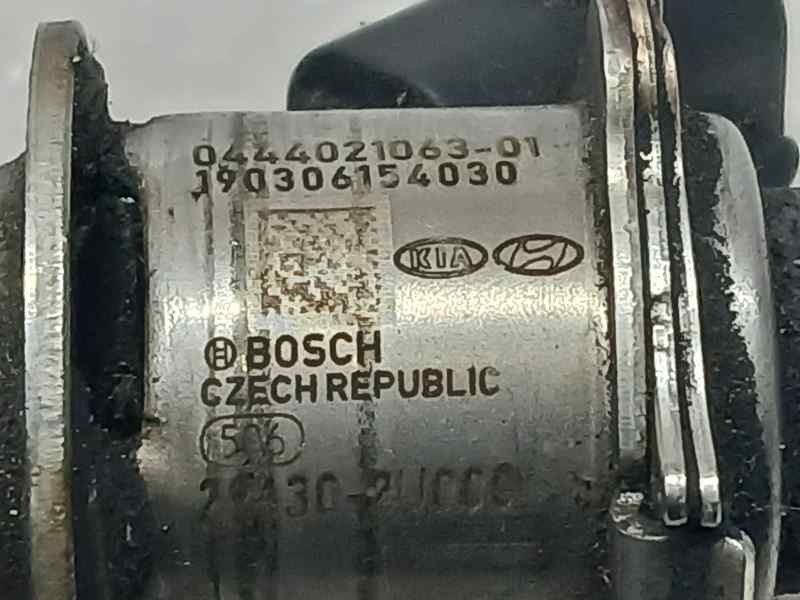 0444021063-01
190306154030
KIA
BOSCH
CZECH REPUBLIC
506